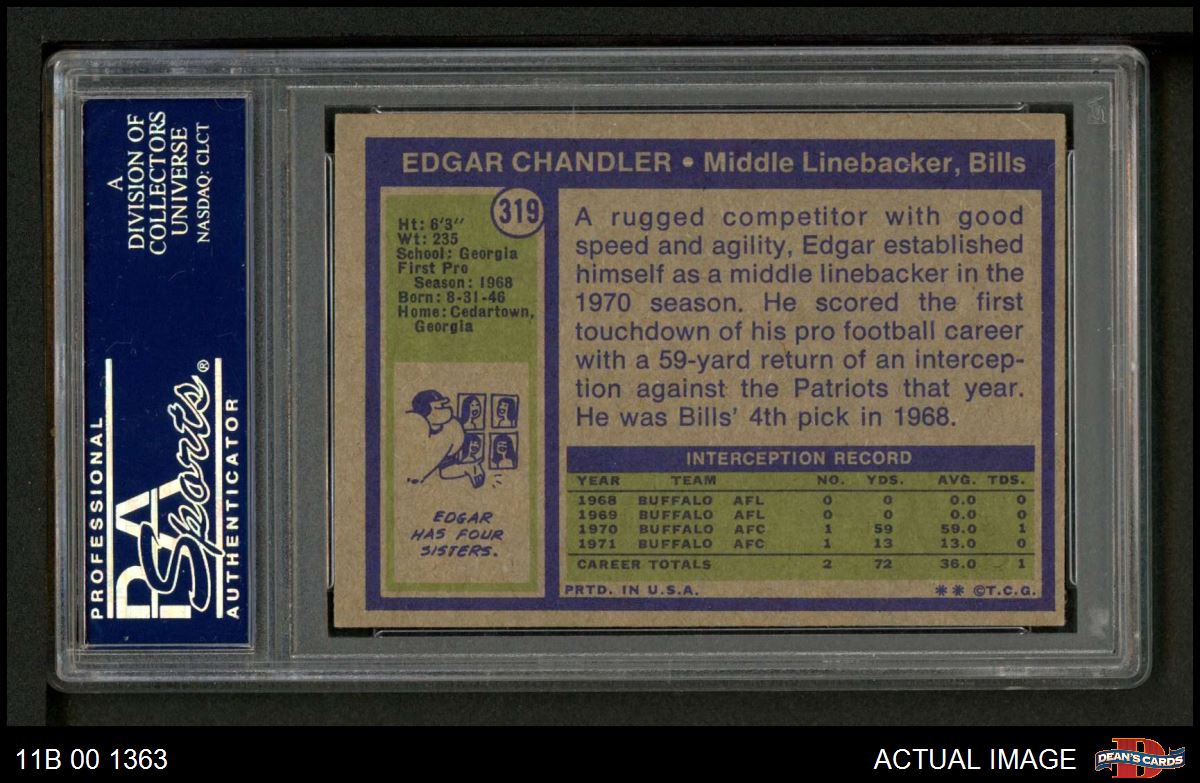 A
DIVISION OF
COLLECTORS
UNIVERSE
NASDAQ: CLCT
PROFESSIONAL
PSA
Sports®
AUTHENTICATOR
EDGAR CHANDLER • Middle Linebacker, Bills
319
Ht: 6'3"
Wt: 235
School: Georgia
First Pro
Season: 1968
Born: 8-31-46
Home: Cedartown,
Georgia
EDGAR
HAS FOUR
SISTERS.
A rugged competitor with good
speed and agility, Edgar established
himself as a middle linebacker in the
1970 season. He scored the first
touchdown of his pro football career
with a 59-yard return of an intercep-
tion against the Patriots that year.
He was Bills' 4th pick in 1968.
INTERCEPTION RECORD
YEAR TEAM NO. YDS. AVG. TDS.
1968 BUFFALO AFL 0 0 0.0 0
1969 BUFFALO AFL 0 0 0.0 0
1970 BUFFALO AFC 1 59 59.0 1
1971 BUFFALO AFC 1 13 13.0 0
CAREER TOTALS 2 72 36.0 1
PRTD. IN U.S.A. ** ©T.C.G.
11B 00 1363
ACTUAL IMAGE
D
DEAN'S CARDS